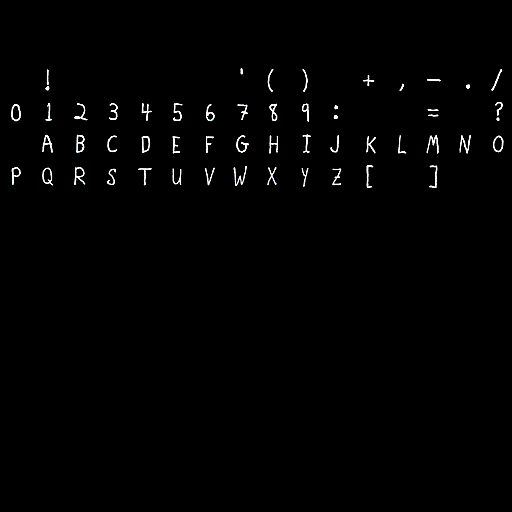 ! ' ( ) + , - . /
0 1 2 3 4 5 6 7 8 9 : = ?
A B C D E F G H I J K L M N O
P Q R S T U V W X Y Z [ ]